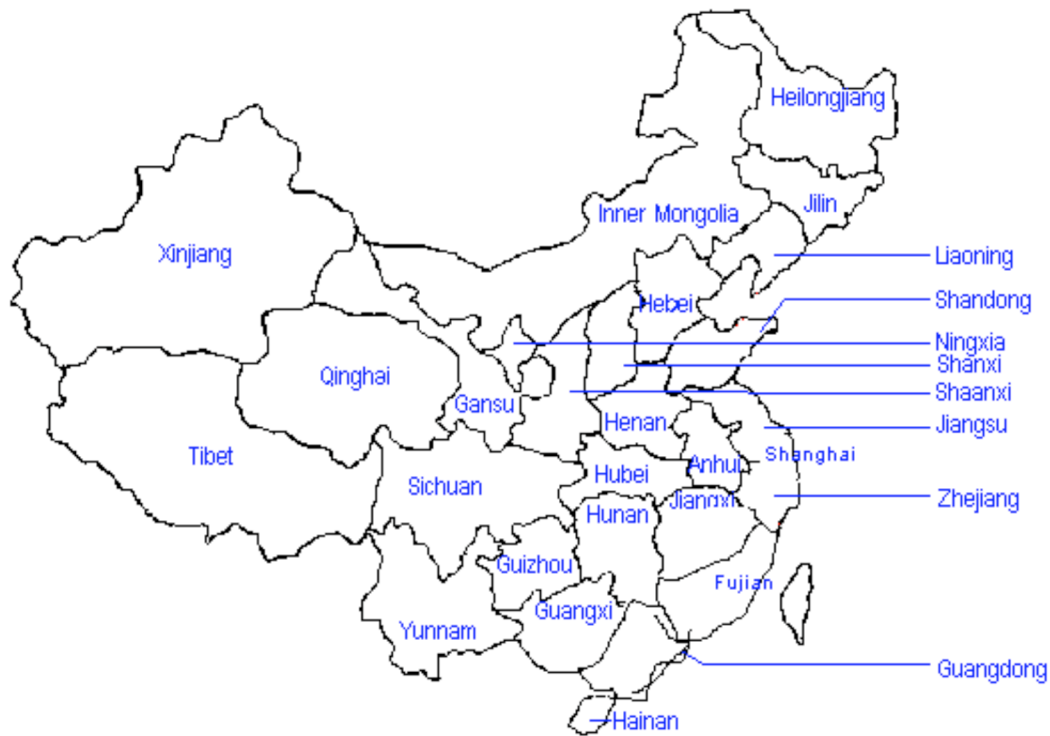 Heilongjiang
Jilin
Inner Mongolia
Xinjiang
Liaoning
Hebei
Shandong
Ningxia
Shanxi
Qinghai
Shaanxi
Gansu
Henan
Jiangsu
Tibet
Shanghai
Anhui
Hubei
Sichuan
Zhejiang
Jiangxi
Hunan
Guizhou
Fujian
Guangxi
Yunnam
Guangdong
Hainan